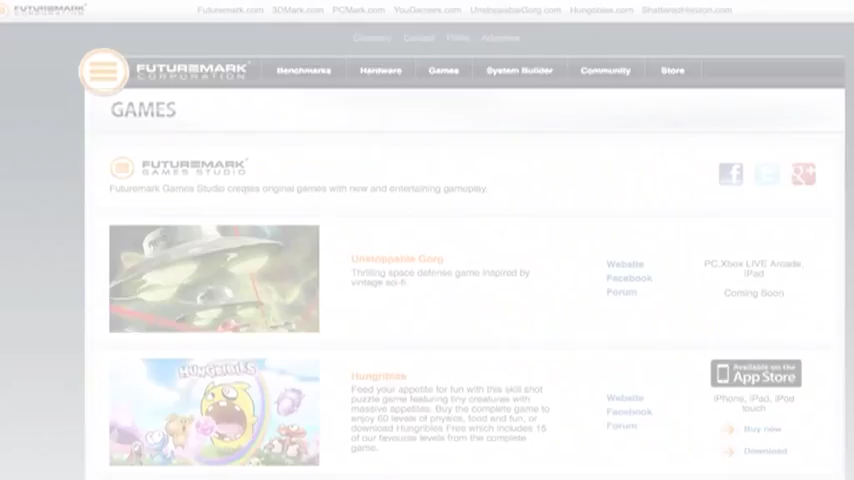 FUTUREMARK
CORPORATION
Futuremark.com 3DMark.com PCMark.com YouGamers.com UnstoppableGorg.com Hungribles.com ShatteredHorizon.com
Company Contact Press Advertise
FUTUREMARK
CORPORATION
Benchmarks Hardware Games System Builder Community Store
GAMES
FUTUREMARK
GAMES STUDIO
Futuremark Games Studio creates original games with new and entertaining gameplay.
Unstoppable Gorg
Thrilling space defense game inspired by
vintage sci-fi.
Website
Facebook
Forum
PC, Xbox LIVE Arcade,
iPad
Coming Soon
HUNGRIBLES
Hungribles
Feed your appetite for fun with this skill shot
puzzle game featuring tiny creatures with
massive appetites. Buy the complete game to
enjoy 60 levels of physics, food and fun, or
download Hungribles Free which includes 15
of our favourite levels from the complete
game.
Website
Facebook
Forum
Available on the
App Store
iPhone, iPad, iPod
touch
Buy now
Download